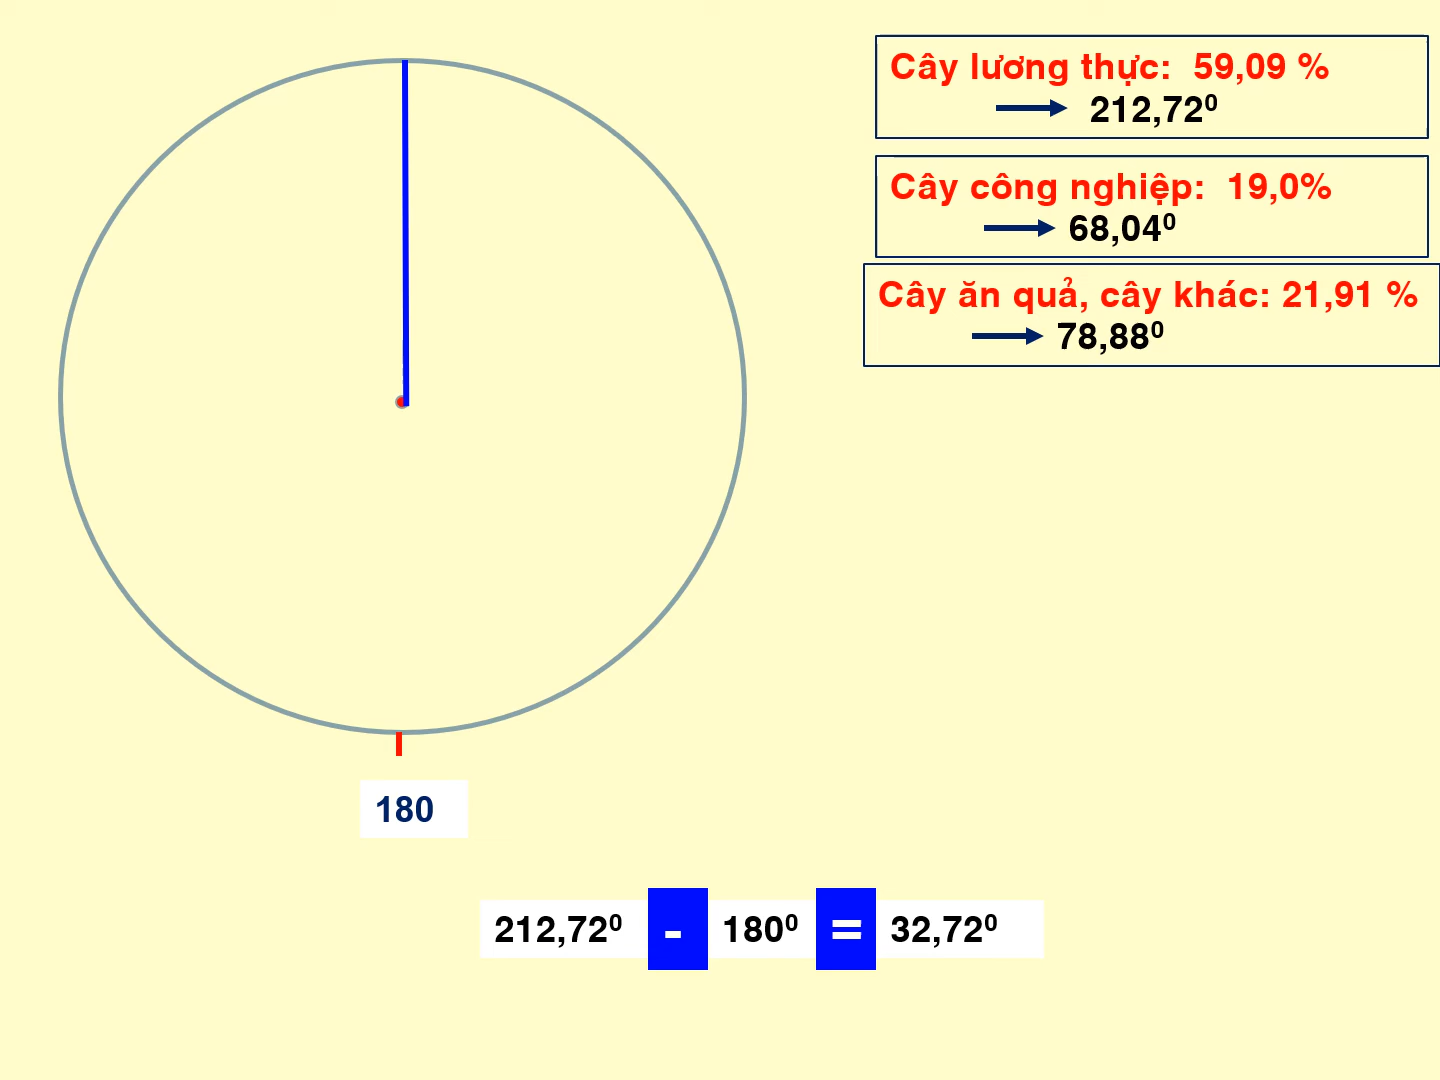 Cây lương thực:  59,09 %
212,72⁰
Cây công nghiệp:  19,0%
68,04⁰
Cây ăn quả, cây khác: 21,91 %
78,88⁰
180
212,72⁰ - 180⁰ = 32,72⁰